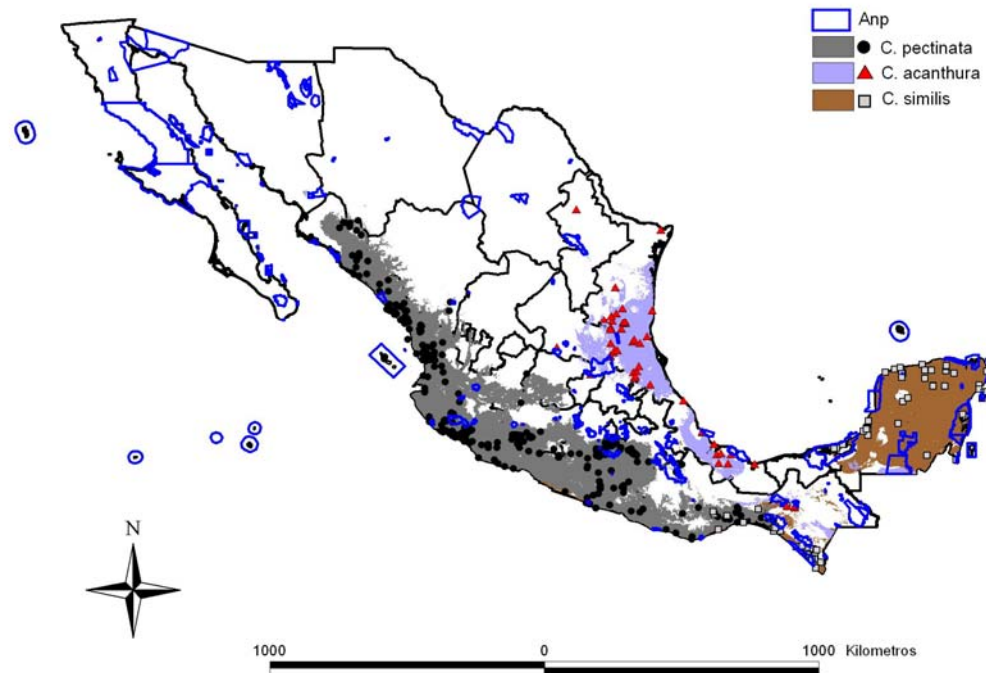 Anp
C. pectinata
C. acanthura
C. similis
N
1000 0 1000 Kilometros